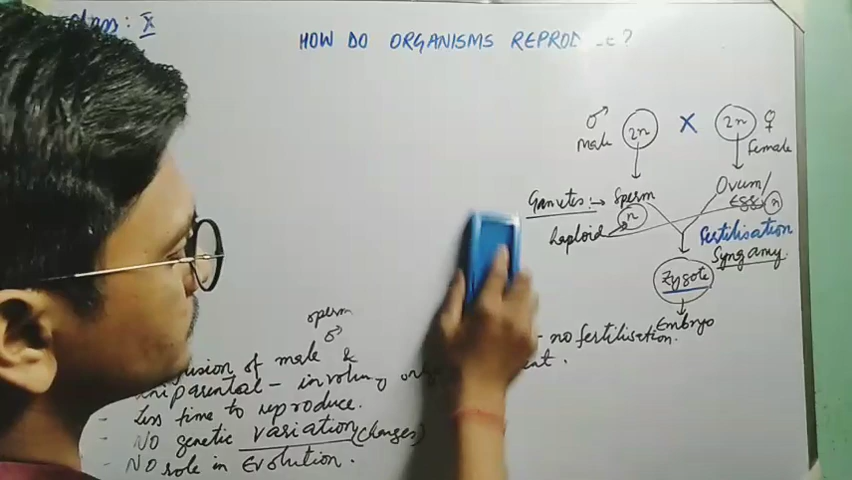 class: X
HOW DO ORGANISMS REPROD
?
♂ 2n X 2n ♀
Male Female
Gametes:→ Sperm Ovum/
Egg
n n
haploid
Fertilisation
Syngamy.
Zygote
Embryo
sperm
♂
fusion of male & - no fertilisation.
uniparental - involving
- Less time to reproduce.
- NO genetic variation (changes)
- NO role in Evolution.